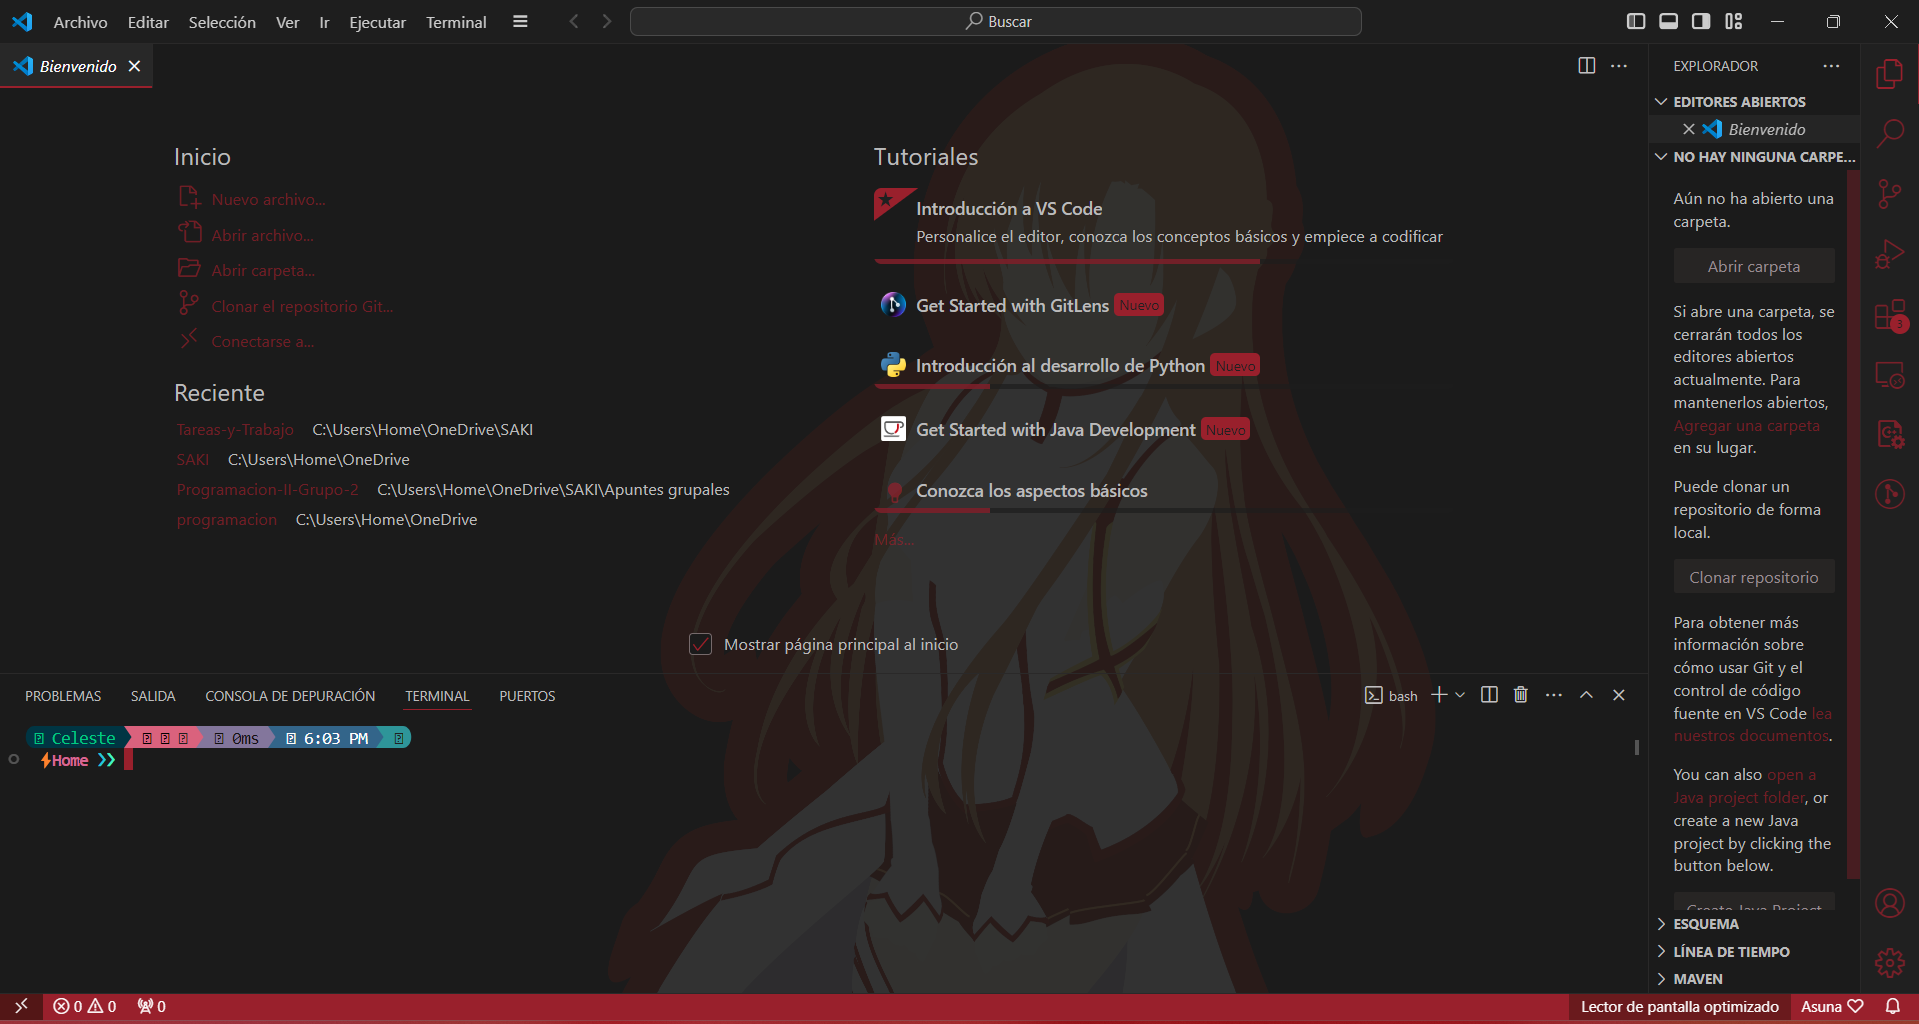 Archivo Editar Selección Ver Ir Ejecutar Terminal
Buscar
Bienvenido
Inicio
Nuevo archivo...
Abrir archivo...
Abrir carpeta...
Clonar el repositorio Git...
Conectarse a...
Reciente
Tareas-y-Trabajo C:\Users\Home\OneDrive\SAKI
SAKI C:\Users\Home\OneDrive
Programacion-II-Grupo-2 C:\Users\Home\OneDrive\SAKI\Apuntes grupales
programacion C:\Users\Home\OneDrive
Tutoriales
Introducción a VS Code
Personalice el editor, conozca los conceptos básicos y empiece a codificar
Get Started with GitLens Nuevo
Introducción al desarrollo de Python Nuevo
Get Started with Java Development Nuevo
Conozca los aspectos básicos
Más...
Mostrar página principal al inicio
PROBLEMAS SALIDA CONSOLA DE DEPURACIÓN TERMINAL PUERTOS
bash
Celeste 0ms 6:03 PM
Home
EXPLORADOR
EDITORES ABIERTOS
Bienvenido
NO HAY NINGUNA CARPE...
Aún no ha abierto una
carpeta.
Abrir carpeta
Si abre una carpeta, se
cerrarán todos los
editores abiertos
actualmente. Para
mantenerlos abiertos,
Agregar una carpeta
en su lugar.
Puede clonar un
repositorio de forma
local.
Clonar repositorio
Para obtener más
información sobre
cómo usar Git y el
control de código
fuente en VS Code lea
nuestros documentos.
You can also open a
Java project folder, or
create a new Java
project by clicking the
button below.
Create Java Project
ESQUEMA
LÍNEA DE TIEMPO
MAVEN
3
0 0 0
Lector de pantalla optimizado Asuna